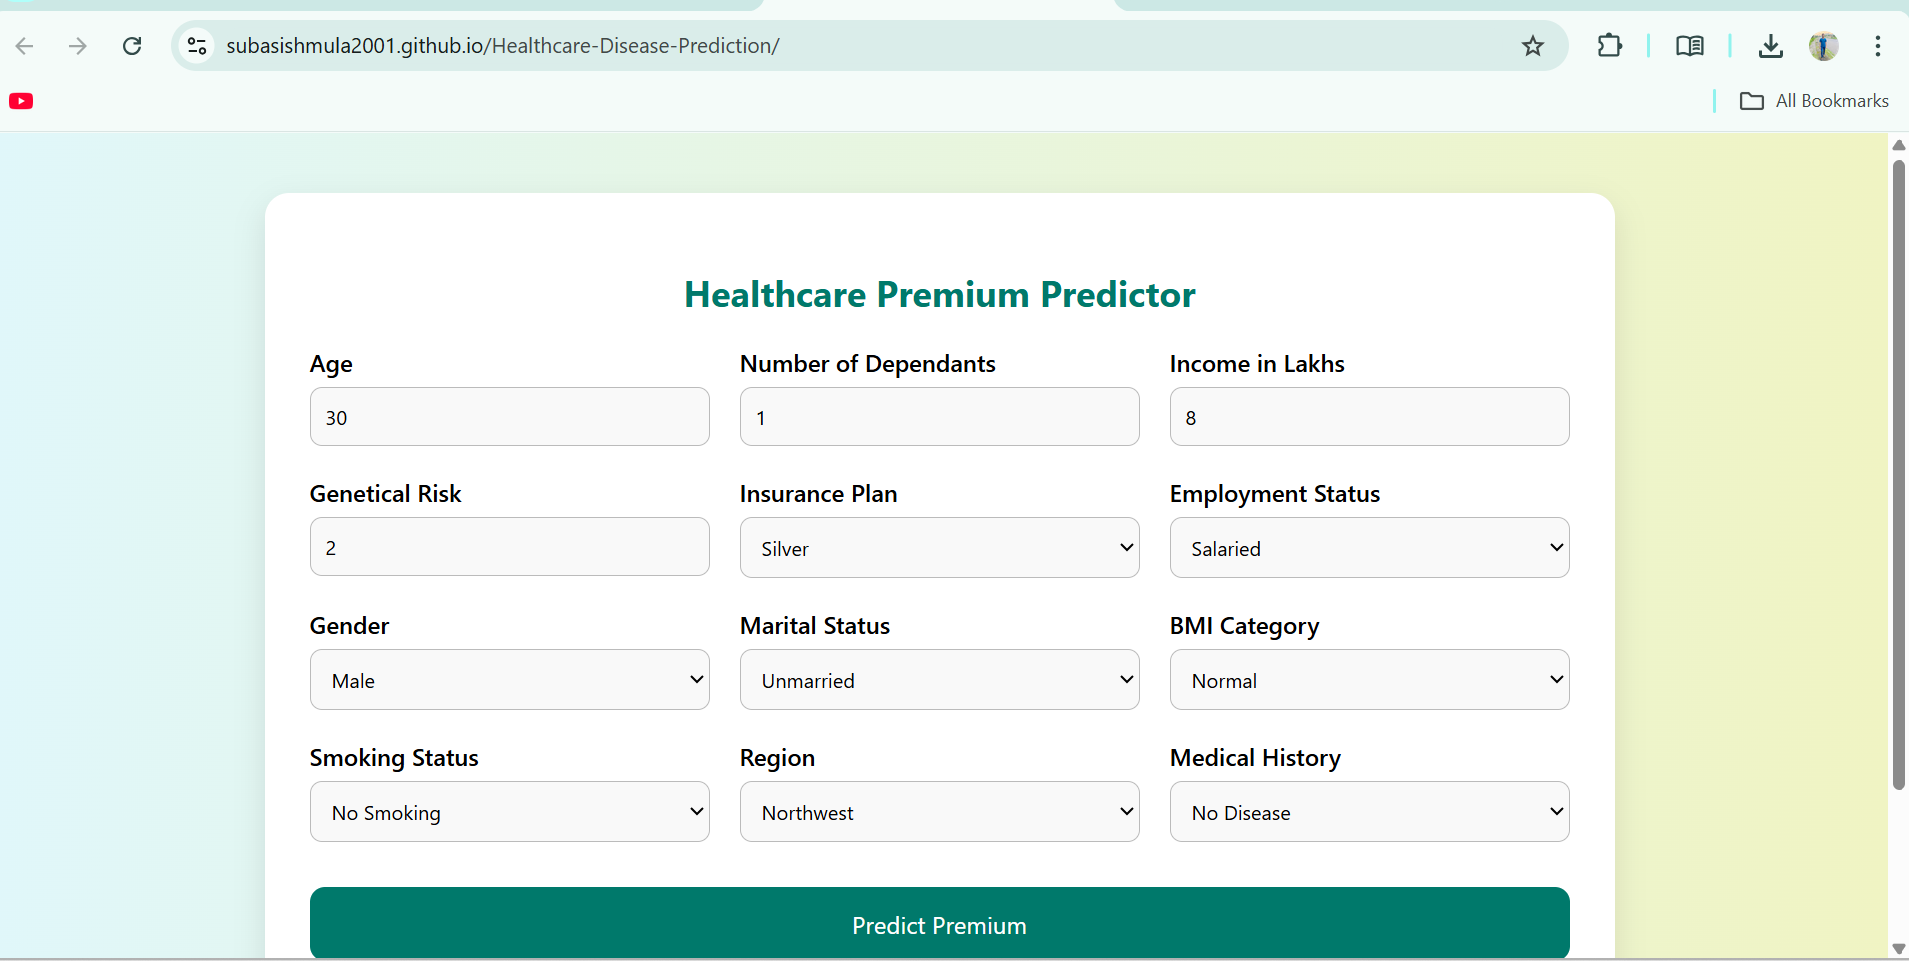 subasishmula2001.github.io/Healthcare-Disease-Prediction/
All Bookmarks
Healthcare Premium Predictor
Age Number of Dependants Income in Lakhs
30 1 8
Genetical Risk Insurance Plan Employment Status
2 Silver Salaried
Gender Marital Status BMI Category
Male Unmarried Normal
Smoking Status Region Medical History
No Smoking Northwest No Disease
Predict Premium